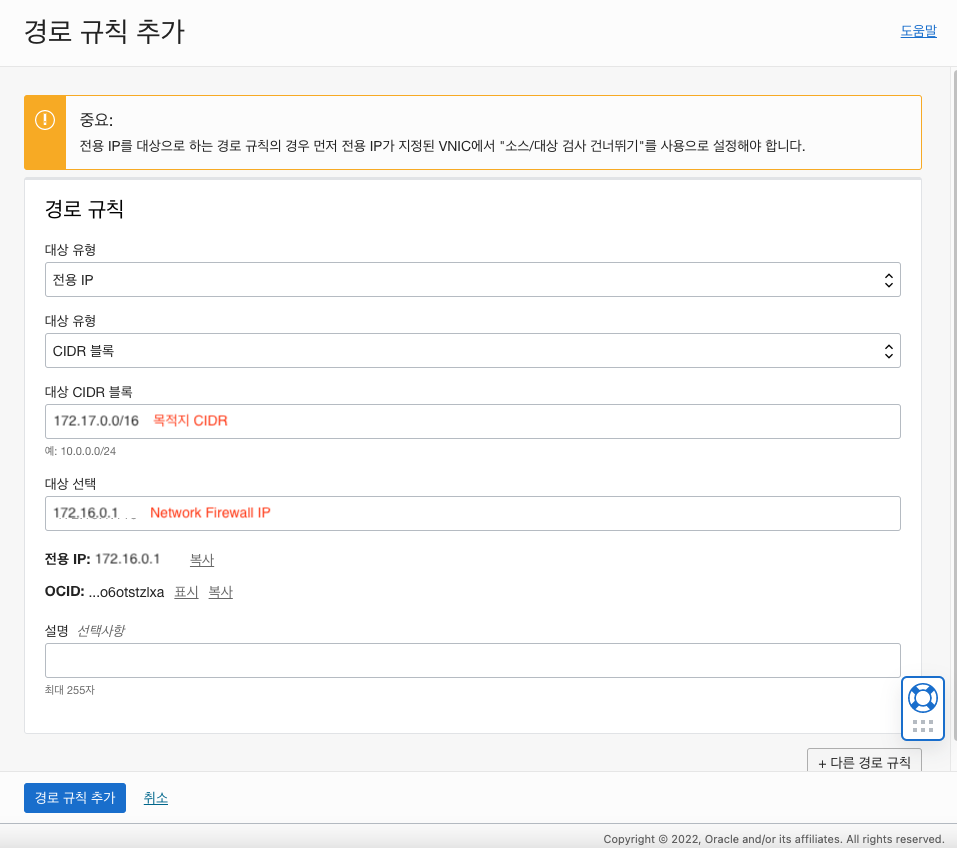 경로 규칙 추가
도움말
중요:
전용 IP를 대상으로 하는 경로 규칙의 경우 먼저 전용 IP가 지정된 VNIC에서 "소스/대상 검사 건너뛰기"를 사용으로 설정해야 합니다.
경로 규칙
대상 유형
전용 IP
대상 유형
CIDR 블록
대상 CIDR 블록
172.17.0.0/16 목적지 CIDR
예: 10.0.0.0/24
대상 선택
172.16.0.1 Network Firewall IP
전용 IP: 172.16.0.1 복사
OCID: ...o6otstzlxa 표시 복사
설명 선택사항
최대 255자
+ 다른 경로 규칙
경로 규칙 추가 취소
Copyright © 2022, Oracle and/or its affiliates. All rights reserved.